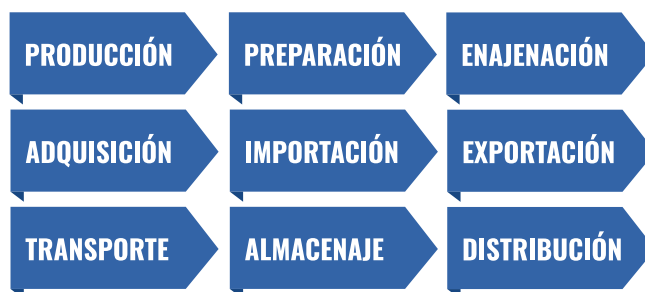 PRODUCCIÓN
PREPARACIÓN
ENAJENACIÓN
ADQUISICIÓN
IMPORTACIÓN
EXPORTACIÓN
TRANSPORTE
ALMACENAJE
DISTRIBUCIÓN